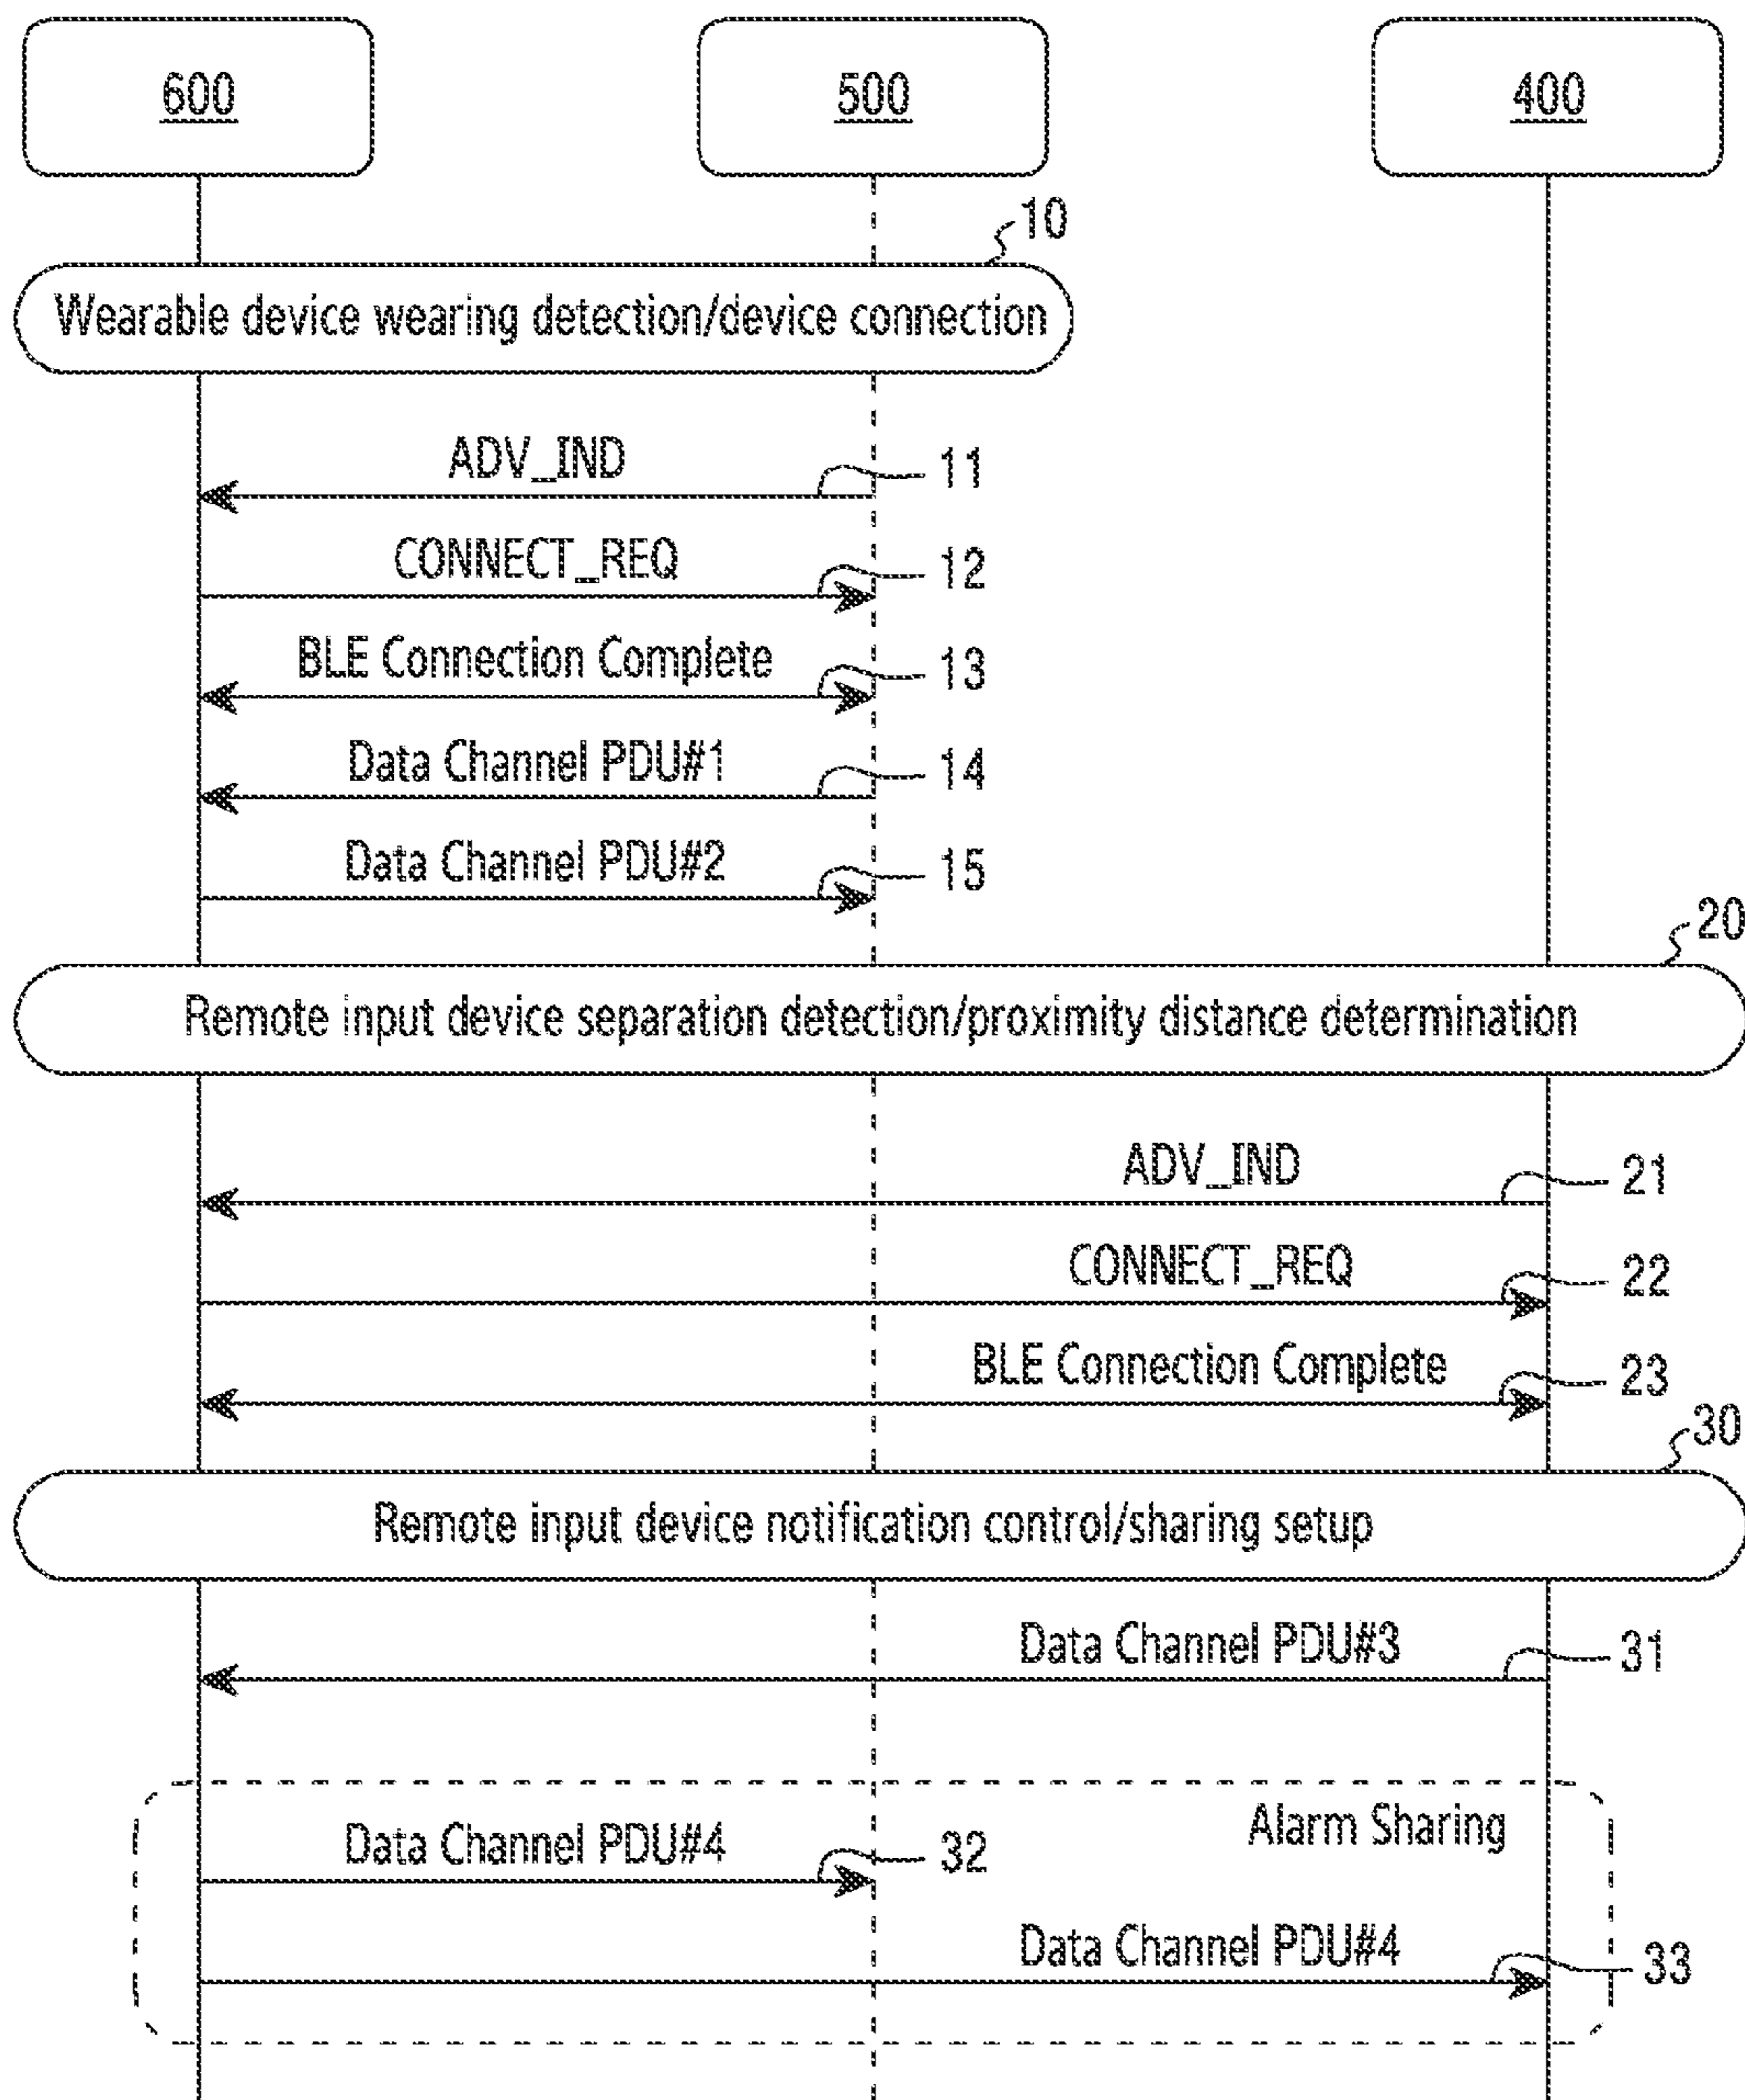 600
500
400
10
Wearable device wearing detection/device connection
ADV_IND
11
CONNECT_REQ
12
BLE Connection Complete
13
Data Channel PDU#1
14
Data Channel PDU#2
15
20
Remote input device separation detection/proximity distance determination
ADV_IND
21
CONNECT_REQ
22
BLE Connection Complete
23
30
Remote input device notification control/sharing setup
Data Channel PDU#3
31
Alarm Sharing
Data Channel PDU#4
32
Data Channel PDU#4
33